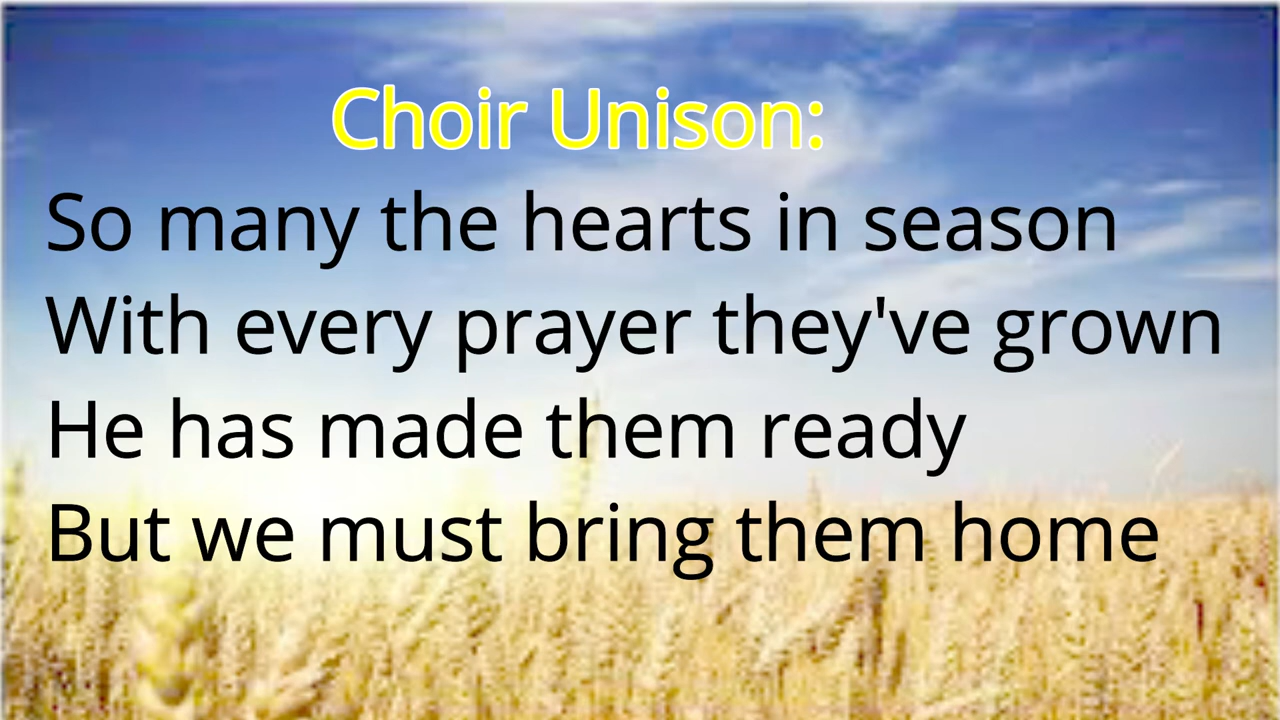 Choir Unison:
So many the hearts in season
With every prayer they've grown
He has made them ready
But we must bring them home